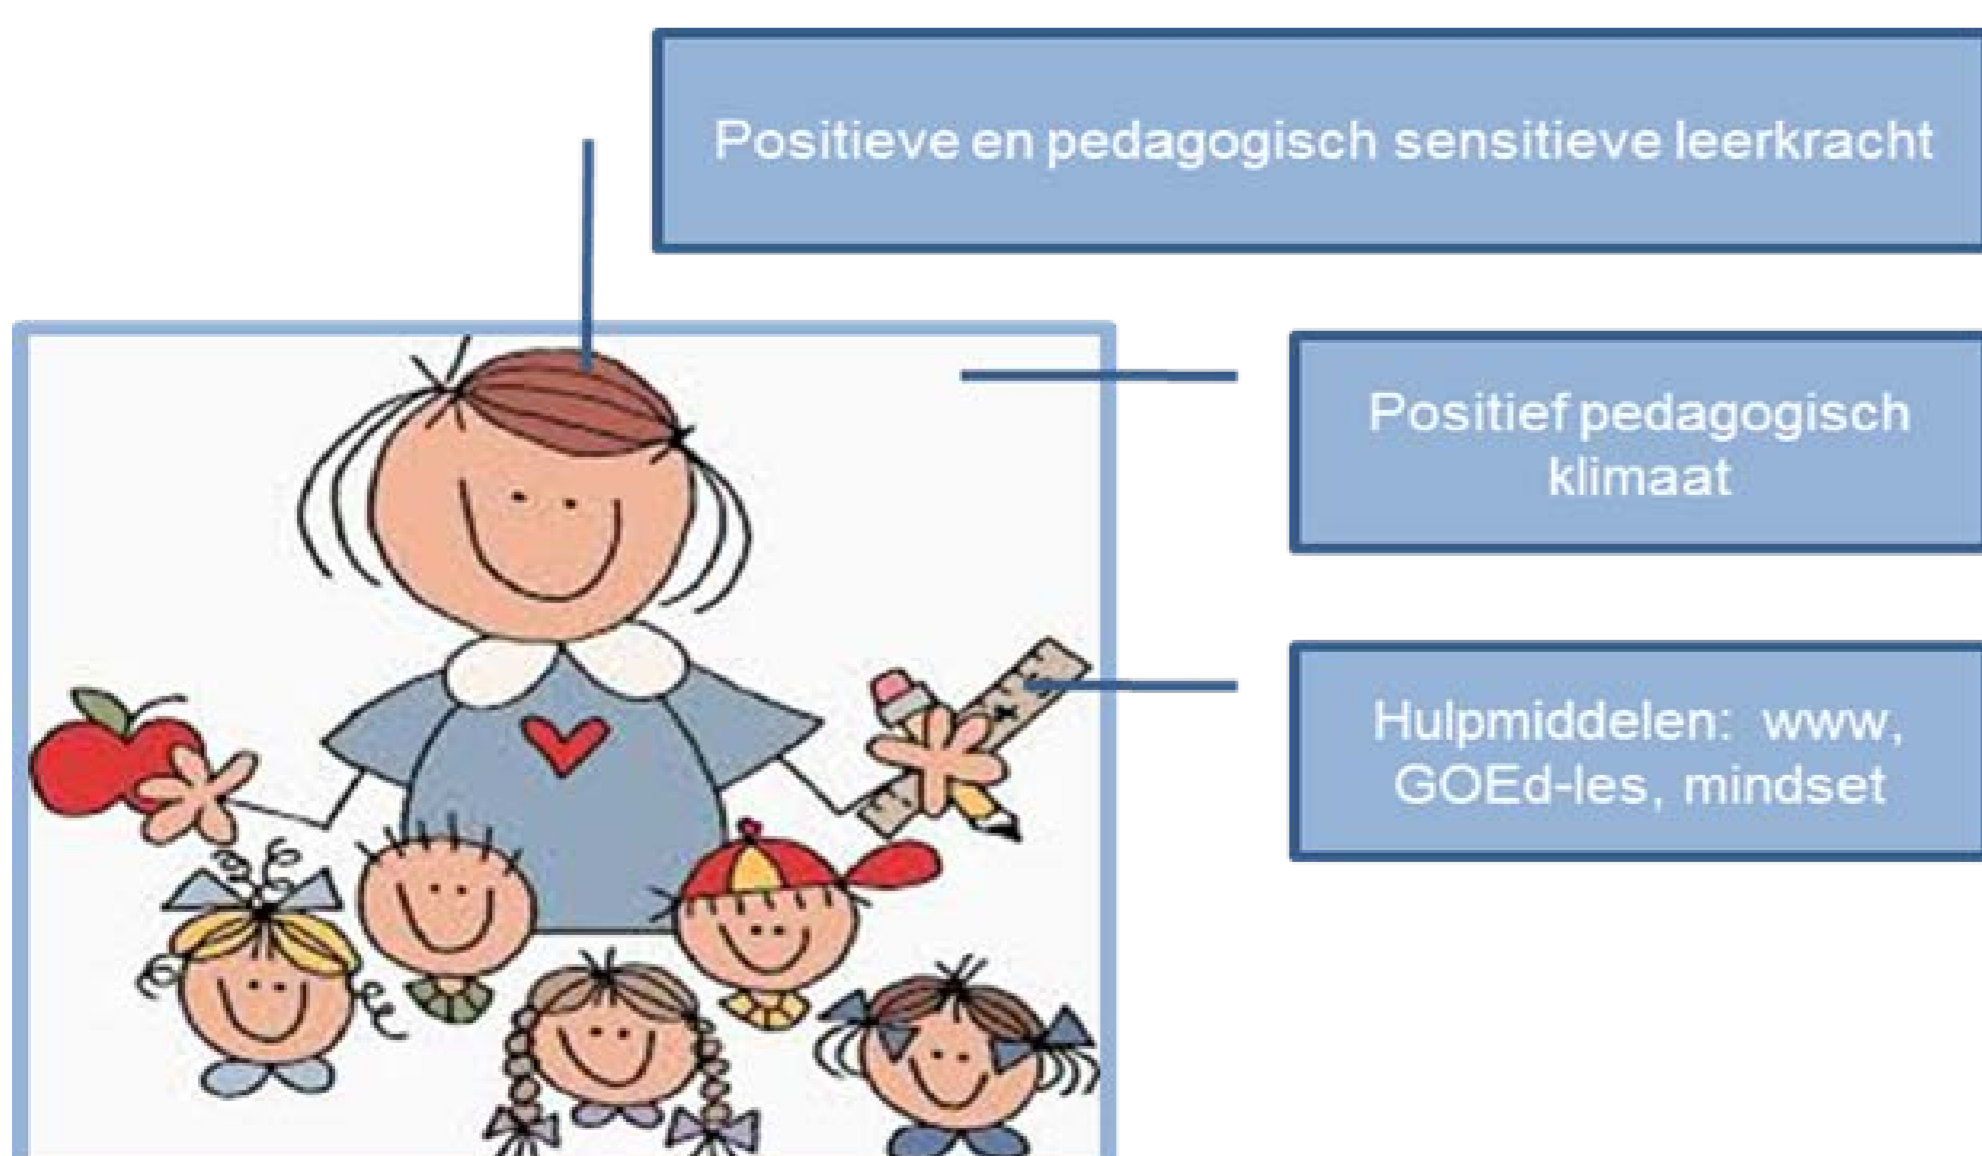 Positieve en pedagogisch sensitieve leerkracht
Positief pedagogisch
klimaat
Hulpmiddelen: www,
GOEd-les, mindset